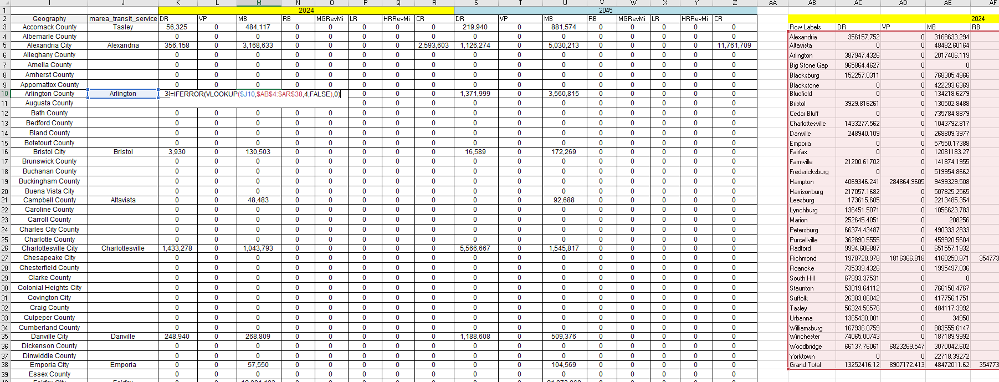 I J K L M N O P Q R S T U V W X Y Z AA AB AC AD AE AF
1 2024 2045 2024
2 Geography marea_transit_service DR VP MB RB MGRevMi LR HRRevMi CR DR VP MB RB MGRevMi LR HRRevMi CR Row Labels DR VP MB RB
3 Accomack County Tasley 56,325 0 484,117 0 0 0 0 0 219,940 0 881,574 0 0 0 0 0
4 Albemarle County 0 0 0 0 0 0 0 0 0 0 0 0 0 0 0 0 Alexandria 356157.752 0 3168633.294
5 Alexandria City Alexandria 356,158 0 3,168,633 0 0 0 0 2,593,603 1,126,274 0 5,030,213 0 0 0 0 11,761,709 Altavista 0 0 48482.60164
6 Alleghany County 0 0 0 0 0 0 0 0 0 0 0 0 0 0 0 0 Arlington 387947.4326 0 2017406.119
7 Amelia County 0 0 0 0 0 0 0 0 0 0 0 0 0 0 0 0 Big Stone Gap 965864.4627 0 0
8 Amherst County 0 0 0 0 0 0 0 0 0 0 0 0 0 0 0 0 Blacksburg 152257.0311 0 768305.4966
9 Appomattox County 0 0 0 0 0 0 0 0 0 0 0 0 0 0 0 0 Blackstone 0 0 422293.6369
10 Arlington County Arlington 38=IFERROR(VLOOKUP($J10,$AB$4:$AR$38,4,FALSE),0) 0 0 0 1,371,999 0 3,560,815 0 0 0 0 0 Bluefield 0 0 134218.6279
11 Augusta County 0 0 0 0 0 0 0 0 0 0 0 Bristol 3929.816261 0 130502.8488
12 Bath County 0 0 0 0 0 0 0 0 0 0 0 0 0 0 0 0 Cedar Bluff 0 0 735784.8879
13 Bedford County 0 0 0 0 0 0 0 0 0 0 0 0 0 0 0 0 Charlottesville 1433277.562 0 1043792.817
14 Bland County 0 0 0 0 0 0 0 0 0 0 0 0 0 0 0 0 Danville 248940.109 0 268809.3977
15 Botetourt County 0 0 0 0 0 0 0 0 0 0 0 0 0 0 0 0 Emporia 0 0 57550.17388
16 Bristol City Bristol 3,930 0 130,503 0 0 0 0 0 16,589 0 172,269 0 0 0 0 0 Fairfax 0 0 12081183.27
17 Brunswick County 0 0 0 0 0 0 0 0 0 0 0 0 0 0 0 0 Farmville 21200.61702 0 141874.1955
18 Buchanan County 0 0 0 0 0 0 0 0 0 0 0 0 0 0 0 0 Fredericksburg 0 0 519954.8662
19 Buckingham County 0 0 0 0 0 0 0 0 0 0 0 0 0 0 0 0 Hampton 4069346.241 284864.9605 9499329.508
20 Buena Vista City 0 0 0 0 0 0 0 0 0 0 0 0 0 0 0 0 Harrisonburg 217057.1682 0 507825.2565
21 Campbell County Altavista 0 0 48,483 0 0 0 0 0 0 0 92,688 0 0 0 0 0 Leesburg 173615.605 0 2213485.354
22 Caroline County 0 0 0 0 0 0 0 0 0 0 0 0 0 0 0 0 Lynchburg 136451.5071 0 1056623.783
23 Carroll County 0 0 0 0 0 0 0 0 0 0 0 0 0 0 0 0 Marion 252645.4051 0 208256
24 Charles City County 0 0 0 0 0 0 0 0 0 0 0 0 0 0 0 0 Petersburg 66374.43487 0 490333.2833
25 Charlotte County 0 0 0 0 0 0 0 0 0 0 0 0 0 0 0 0 Purcellville 362890.5555 0 459920.5604
26 Charlottesville City Charlottesville 1,433,278 0 1,043,793 0 0 0 0 0 5,566,667 0 1,545,817 0 0 0 0 0 Radford 9994.606887 0 651557.1932
27 Chesapeake City 0 0 0 0 0 0 0 0 0 0 0 0 0 0 0 0 Richmond 1978728.978 1816366.818 4160250.871 354773
28 Chesterfield County 0 0 0 0 0 0 0 0 0 0 0 0 0 0 0 0 Roanoke 735339.4326 0 1995497.036
29 Clarke County 0 0 0 0 0 0 0 0 0 0 0 0 0 0 0 0 South Hill 67993.37531 0 0
30 Colonial Heights City 0 0 0 0 0 0 0 0 0 0 0 0 0 0 0 0 Staunton 53019.64112 0 766150.4767
31 Covington City 0 0 0 0 0 0 0 0 0 0 0 0 0 0 0 0 Suffolk 26383.86042 0 417756.1751
32 Craig County 0 0 0 0 0 0 0 0 0 0 0 0 0 0 0 0 Tasley 56324.56576 0 484117.3992
33 Culpeper County 0 0 0 0 0 0 0 0 0 0 0 0 0 0 0 0 Urbanna 1365430.001 0 34950
34 Cumberland County 0 0 0 0 0 0 0 0 0 0 0 0 0 0 0 0 Williamsburg 167936.0759 0 883555.6147
35 Danville City Danville 248,940 0 268,809 0 0 0 0 0 1,188,608 0 509,376 0 0 0 0 0 Winchester 74065.00743 0 187189.9992
36 Dickenson County 0 0 0 0 0 0 0 0 0 0 0 0 0 0 0 0 Woodbridge 66137.76061 6823269.547 3070042.602
37 Dinwiddie County 0 0 0 0 0 0 0 0 0 0 0 0 0 0 0 0 Yorktown 0 0 22718.39272
38 Emporia City Emporia 0 0 57,550 0 0 0 0 0 0 0 104,569 0 0 0 0 0 Grand Total 13252416.12 8907172.413 48472011.62 354773
39 Essex County 0 0 0 0 0 0 0 0 0 0 0 0 0 0 0 0